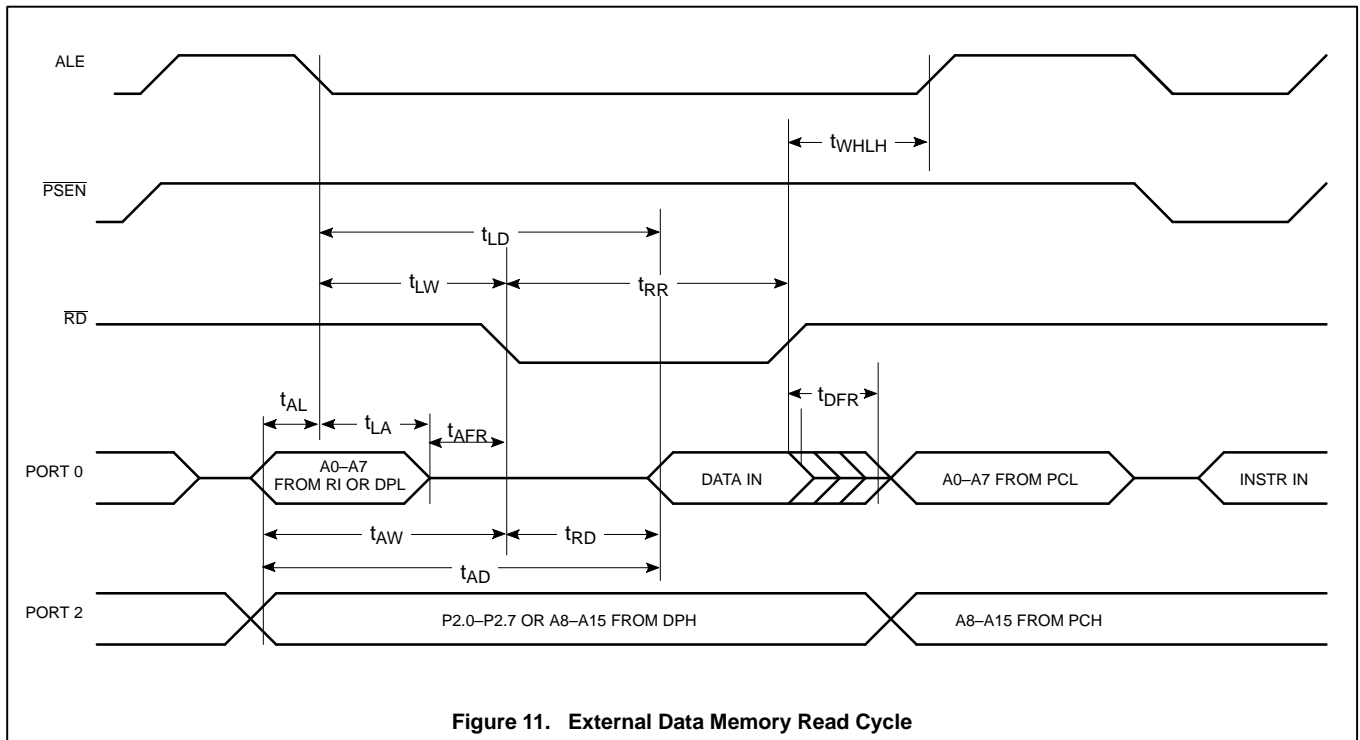 ALE
tWHLH
PSEN
tLD
tLW
tRR
RD
tDFR
tAL
tLA
tAFR
PORT 0
A0–A7
FROM RI OR DPL
DATA IN
A0–A7 FROM PCL
INSTR IN
tAW
tRD
tAD
PORT 2
P2.0–P2.7 OR A8–A15 FROM DPH
A8–A15 FROM PCH
Figure 11. External Data Memory Read Cycle